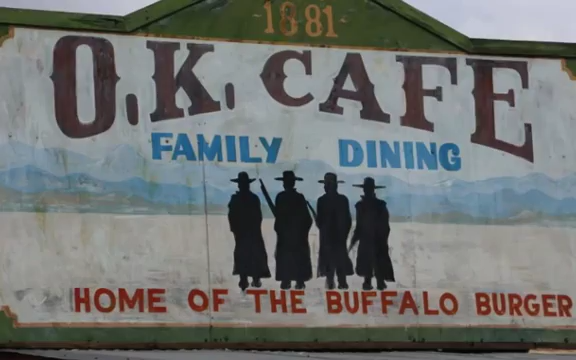 1881
O.K. CAFE
FAMILY DINING
HOME OF THE BUFFALO BURGER